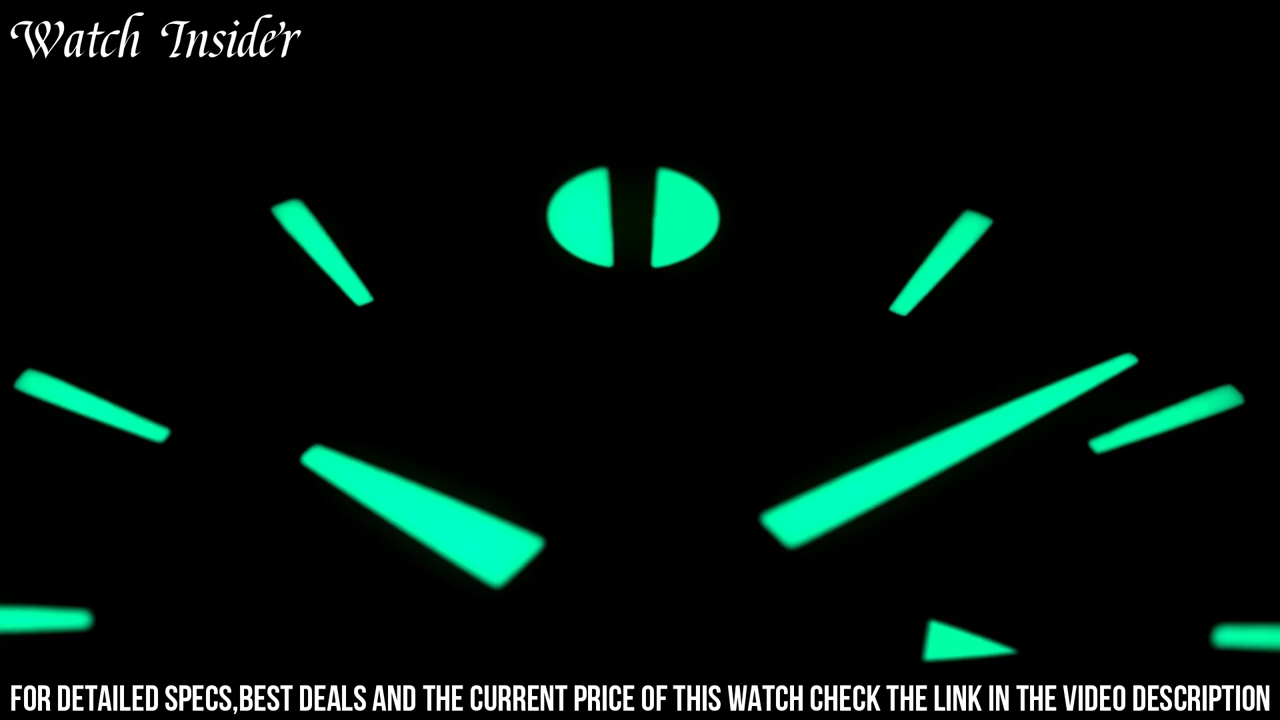 Watch Insider
FOR DETAILED SPECS,BEST DEALS AND THE CURRENT PRICE OF THIS WATCH CHECK THE LINK IN THE VIDEO DESCRIPTION